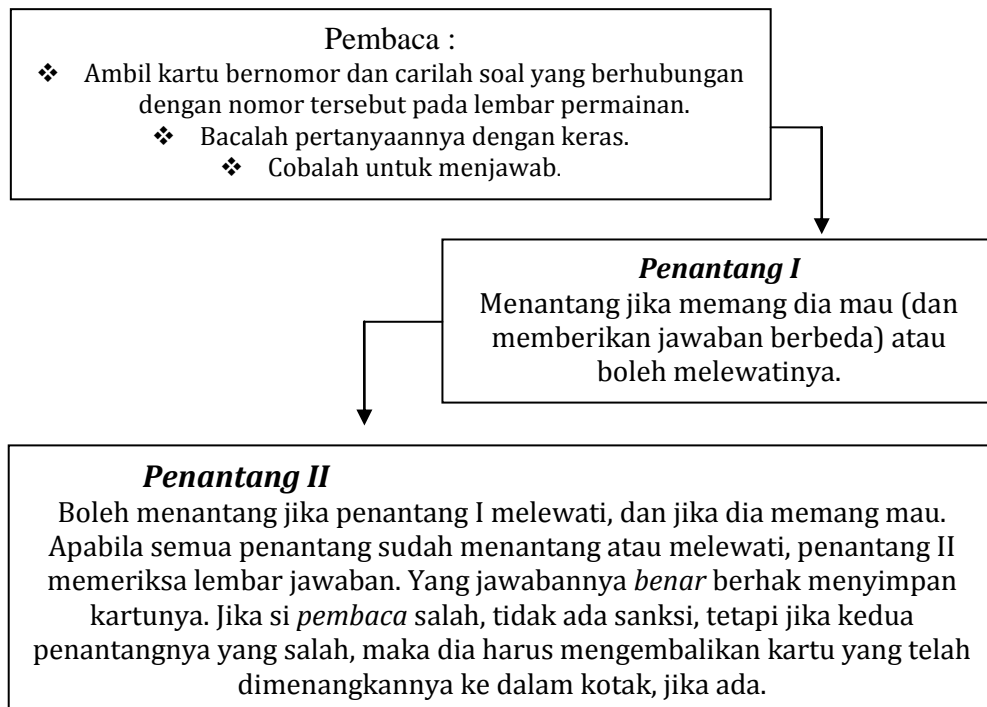 Pembaca :
❖ Ambil kartu bernomor dan carilah soal yang berhubungan
dengan nomor tersebut pada lembar permainan.
❖ Bacalah pertanyaannya dengan keras.
❖ Cobalah untuk menjawab.
Penantang I
Menantang jika memang dia mau (dan
memberikan jawaban berbeda) atau
boleh melewatinya.
Penantang II
Boleh menantang jika penantang I melewati, dan jika dia memang mau.
Apabila semua penantang sudah menantang atau melewati, penantang II
memeriksa lembar jawaban. Yang jawabannya benar berhak menyimpan
kartunya. Jika si pembaca salah, tidak ada sanksi, tetapi jika kedua
penantangnya yang salah, maka dia harus mengembalikan kartu yang telah
dimenangkannya ke dalam kotak, jika ada.